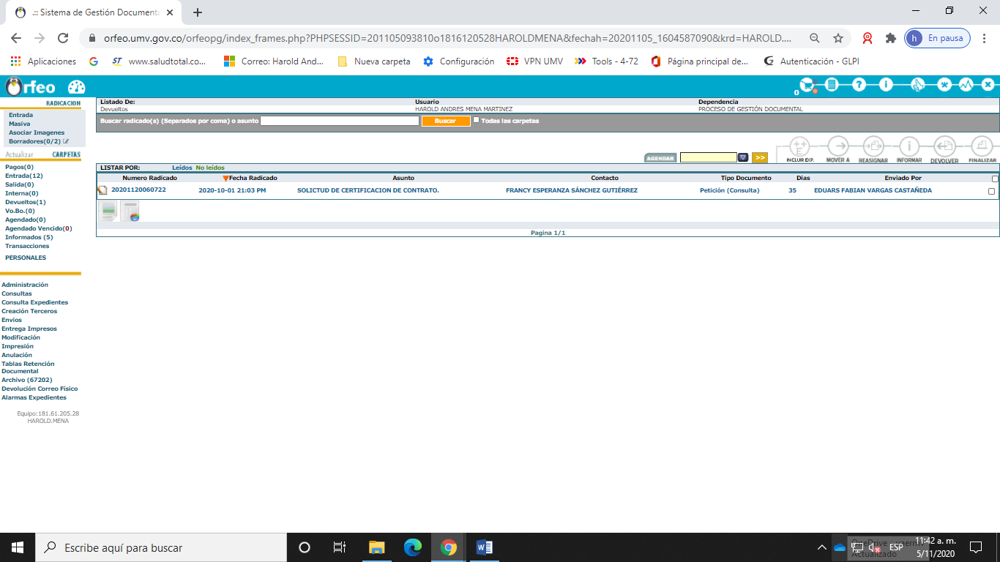 .:: Sistema de Gestión Documenta
orfeo.umv.gov.co/orfeopg/index_frames.php?PHPSESSID=201105093810o1816120528HAROLDMENA&fechah=20201105_1604587090&krd=HAROLD....
h En pausa
Aplicaciones
ST www.saludtotal.co...
Correo: Harold And...
Nueva carpeta
Configuración
VPN UMV
Tools - 4-72
Página principal de...
Autenticación - GLPI
Orfeo
0
RADICACION
Entrada
Masiva
Asociar Imagenes
Borradores(0/2)
Actualizar CARPETAS
Pagos(0)
Entrada(12)
Salida(0)
Interna(0)
Devueltos(1)
Vo.Bo.(0)
Agendado(0)
Agendado Vencido(0)
Informados (5)
Transacciones
PERSONALES
Administración
Consultas
Consulta Expedientes
Creación Terceros
Envios
Entrega Impresos
Modificación
Impresión
Anulación
Tablas Retención
Documental
Archivo (67202)
Devolución Correo Físico
Alarmas Expedientes
Equipo:181.61.205.28
HAROLD.MENA
Listado De: Usuario Dependencia
Devueltos HAROLD ANDRES MENA MARTINEZ PROCESO DE GESTIÓN DOCUMENTAL
Buscar radicado(s) (Separados por coma) o asunto Buscar Todas las carpetas
AGENDAR >> INCLUIR EXP. MOVER A REASIGNAR INFORMAR DEVOLVER FINALIZAR
LISTAR POR: Leídos No leídos
Numero Radicado Fecha Radicado Asunto Contacto Tipo Documento Dias Enviado Por
20201120060722 2020-10-01 21:03 PM SOLICTUD DE CERTIFICACION DE CONTRATO. FRANCY ESPERANZA SÁNCHEZ GUTIÉRREZ Petición (Consulta) 35 EDUARS FABIAN VARGAS CASTAÑEDA
Pagina 1/1
Escribe aquí para buscar
ESP
11:42 a. m.
5/11/2020
OneDrive
Actualizado